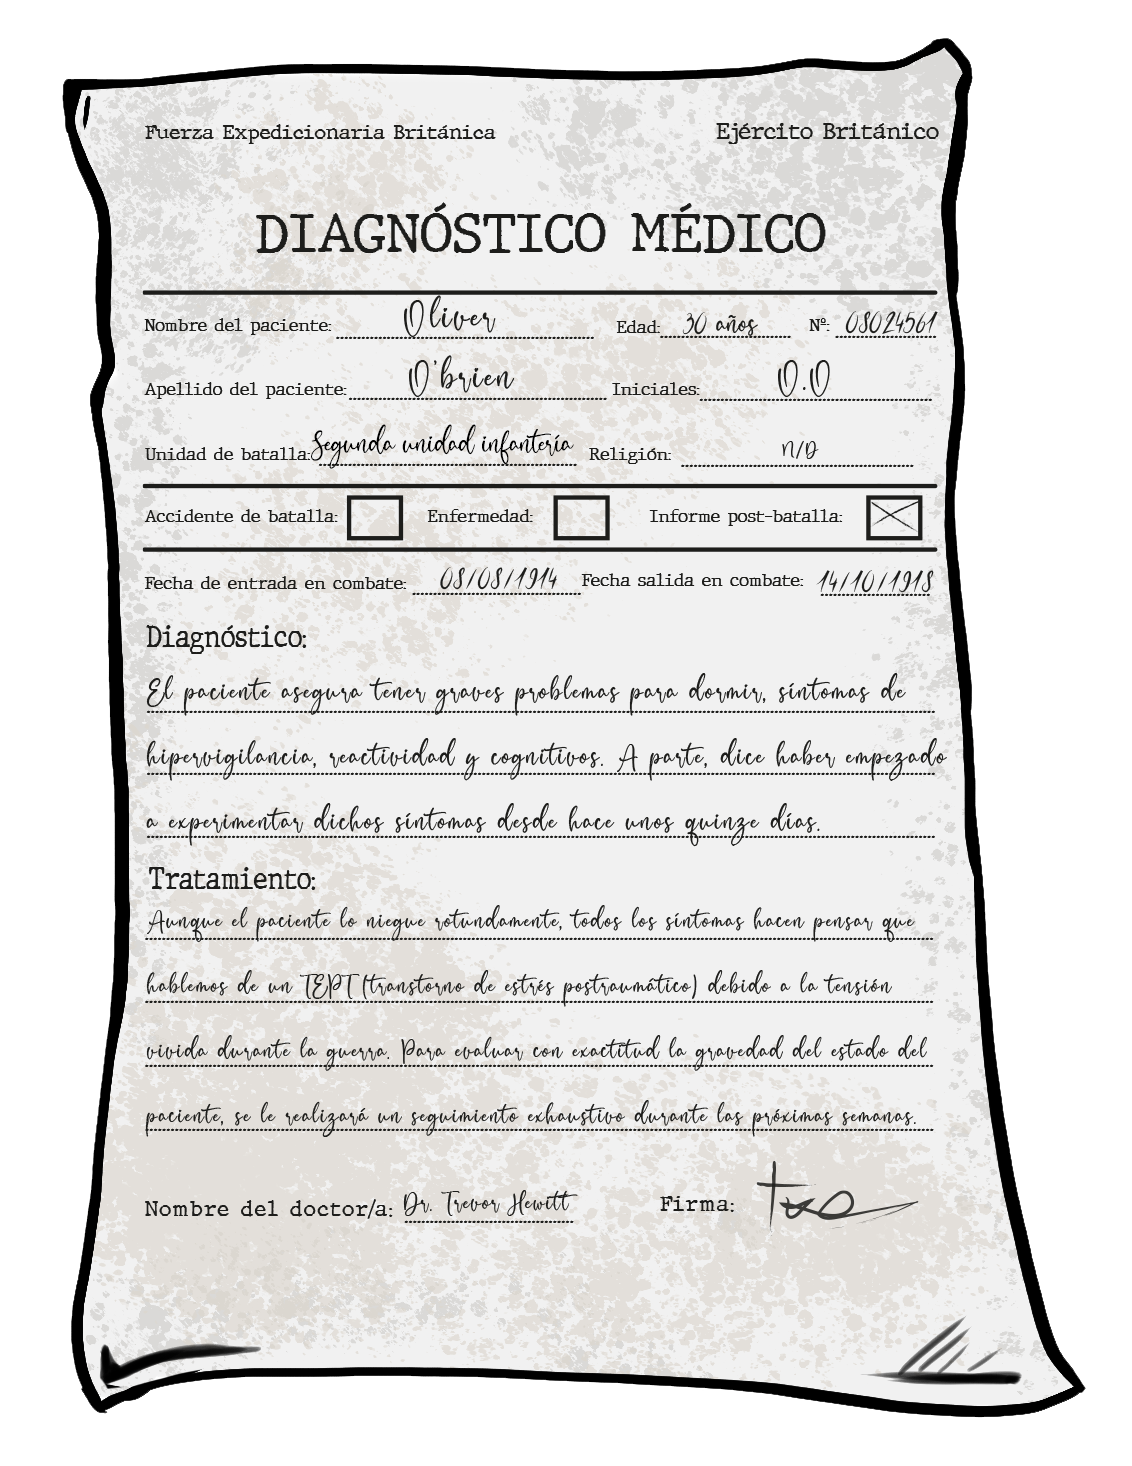 Fuerza Expedicionaria Británica Ejército Británico
DIAGNÓSTICO MÉDICO
Nombre del paciente: Oliver Edad: 30 años Nº: 08024561
Apellido del paciente: O'brien Iniciales: O.O
Unidad de batalla: Segunda unidad infantería Religión: N/D
Accidente de batalla: Enfermedad: Informe post-batalla:
Fecha de entrada en combate: 08/08/1914 Fecha salida en combate: 14/10/1918
Diagnóstico:
El paciente asegura tener graves problemas para dormir, síntomas de
hipervigilancia, reactividad y cognitivos. A parte, dice haber empezado
a experimentar dichos síntomas desde hace unos quinze días.
Tratamiento:
Aunque el paciente lo niegue rotundamente, todos los síntomas hacen pensar que
hablemos de un TEPT (transtorno de estrés postraumático) debido a la tensión
vivida durante la guerra. Para evaluar con exactitud la gravedad del estado del
paciente, se le realizará un seguimiento exhaustivo durante las próximas semanas.
Nombre del doctor/a: Dr. Trevor Hewitt Firma: